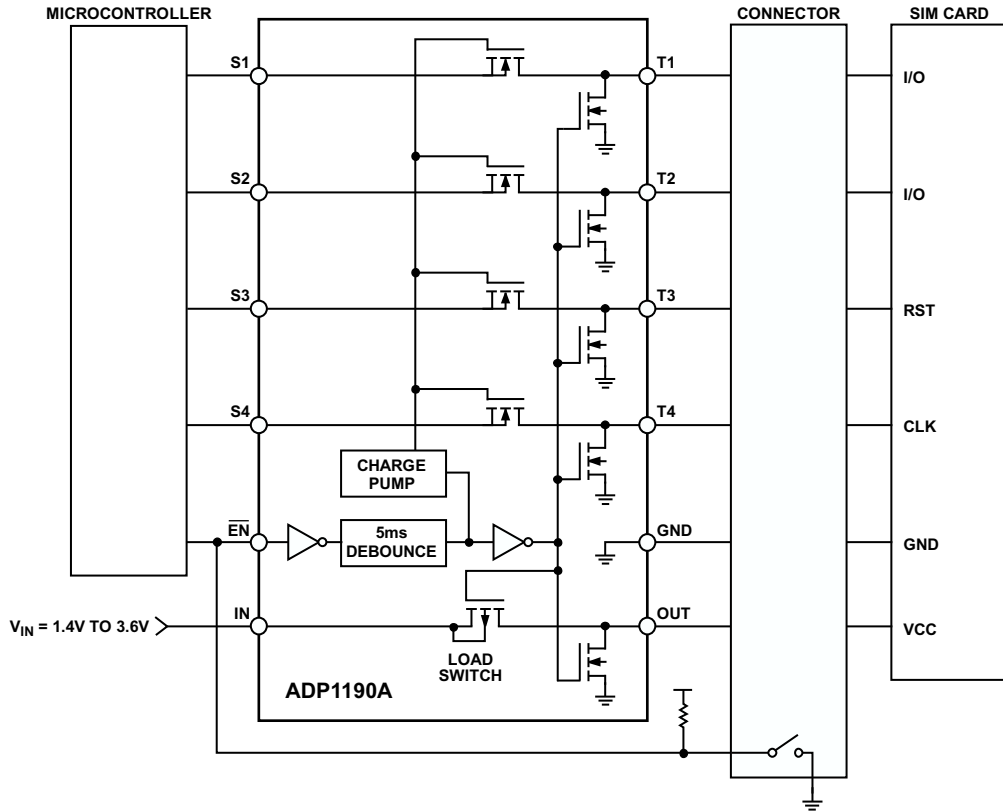 MICROCONTROLLER
CONNECTOR
SIM CARD
S1
T1
I/O
S2
T2
I/O
S3
T3
RST
S4
T4
CLK
CHARGE
PUMP
EN
5ms
DEBOUNCE
GND
GND
V_IN = 1.4V TO 3.6V
IN
OUT
VCC
LOAD
SWITCH
ADP1190A